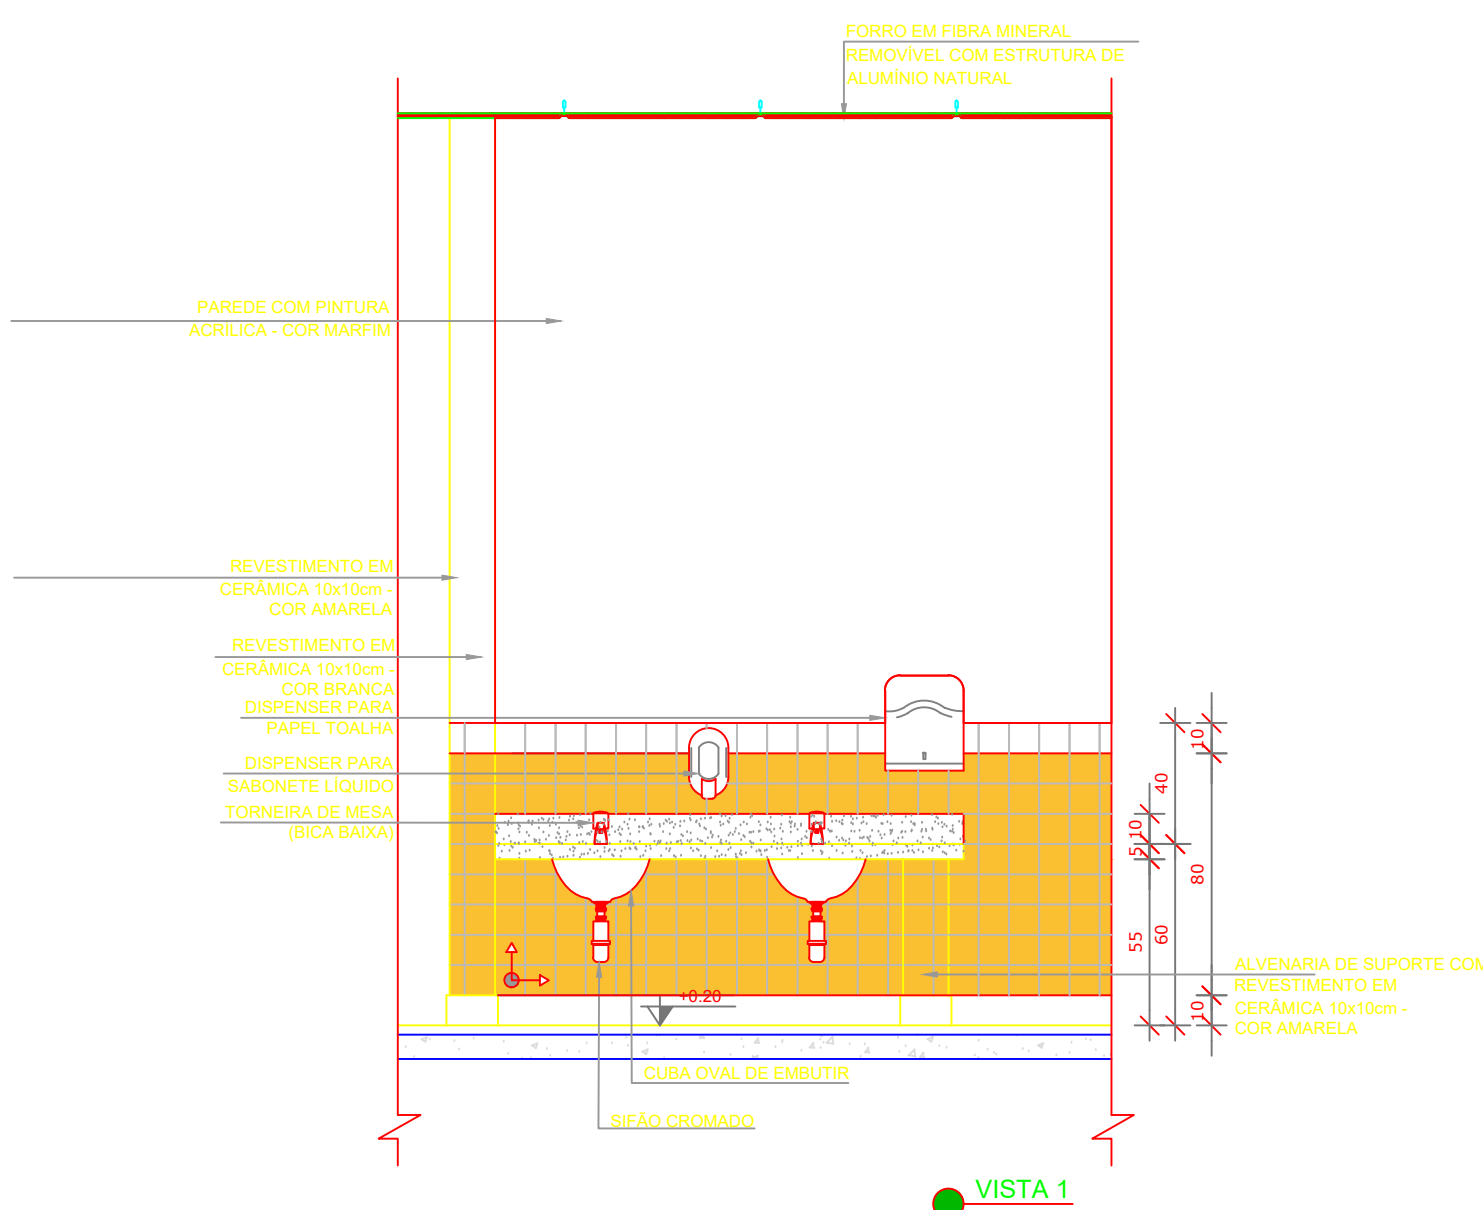 FORRO EM FIBRA MINERAL
REMOVÍVEL COM ESTRUTURA DE
ALUMÍNIO NATURAL
PAREDE COM PINTURA
ACRÍLICA - COR MARFIM
REVESTIMENTO EM
CERÂMICA 10x10cm -
COR AMARELA
REVESTIMENTO EM
CERÂMICA 10x10cm -
COR BRANCA
DISPENSER PARA
PAPEL TOALHA
DISPENSER PARA
SABONETE LÍQUIDO
TORNEIRA DE MESA
(BICA BAIXA)
10
40
10
5
80
55
60
10
+0.20
ALVENARIA DE SUPORTE COM
REVESTIMENTO EM
CERÂMICA 10x10cm -
COR AMARELA
CUBA OVAL DE EMBUTIR
SIFÃO CROMADO
VISTA 1